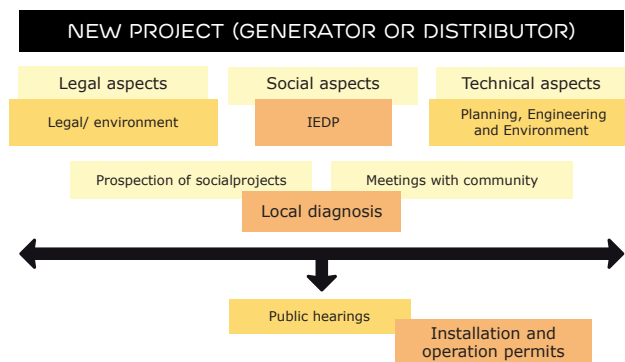 NEW PROJECT (GENERATOR OR DISTRIBUTOR)
Legal aspects
Social aspects
Technical aspects
Legal/ environment
IEDP
Planning, Engineering
and Environment
Prospection of socialprojects
Meetings with community
Local diagnosis
Public hearings
Installation and
operation permits